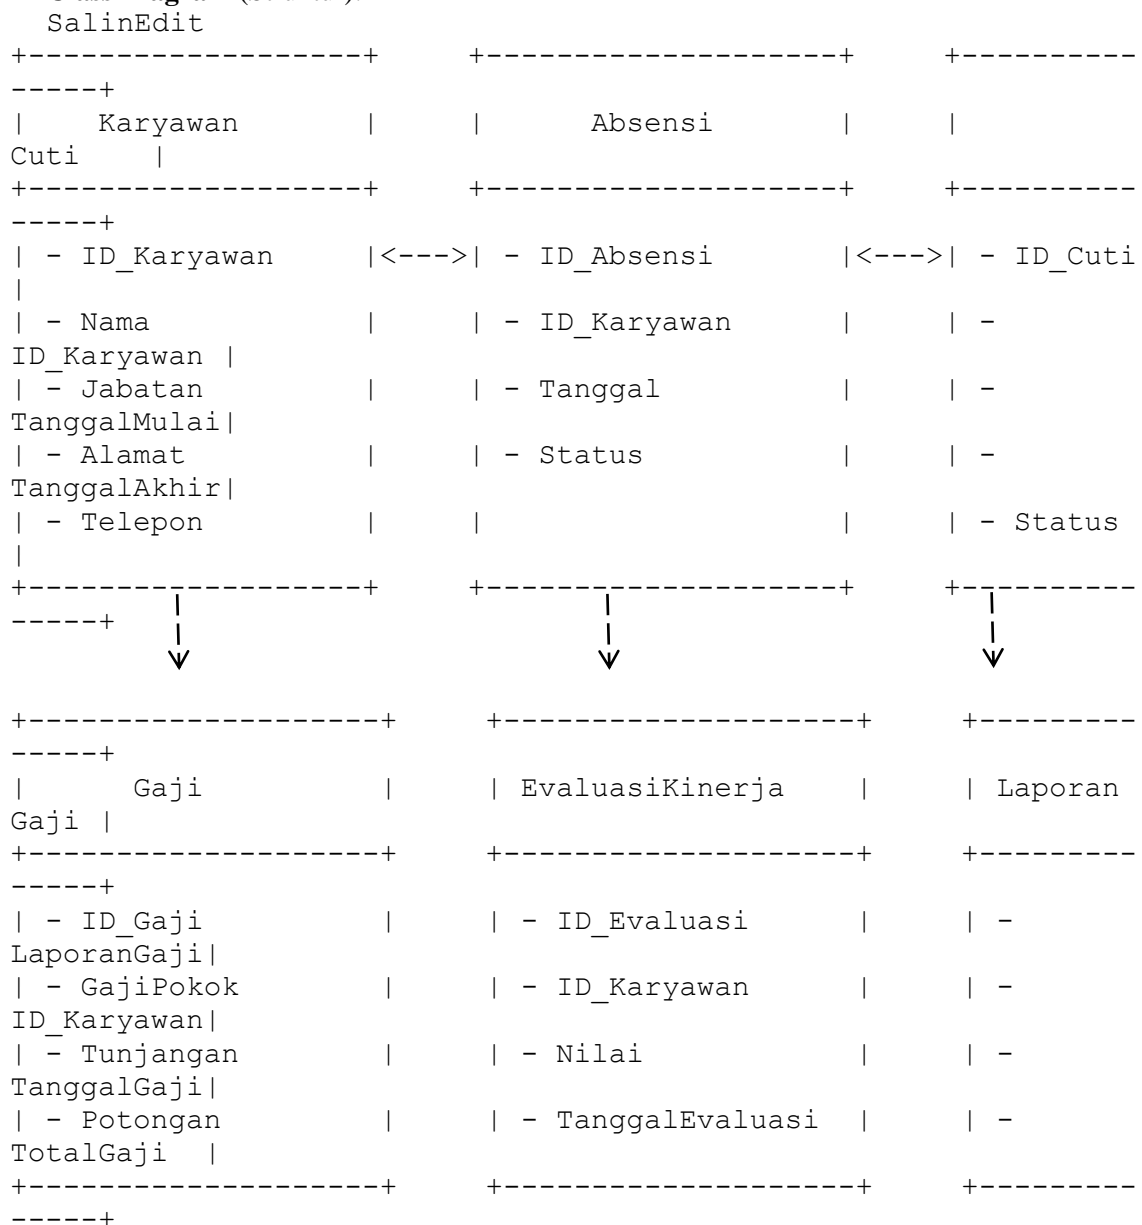 SalinEdit
+-------------------+     +--------------------+     +----------
-----+
|    Karyawan       |     |      Absensi       |     |
Cuti    |
+-------------------+     +--------------------+     +----------
-----+
| - ID_Karyawan     |<--->| - ID_Absensi       |<--->| - ID_Cuti
|
| - Nama            |     | - ID_Karyawan      |     | -
ID_Karyawan |
| - Jabatan         |     | - Tanggal          |     | -
TanggalMulai|
| - Alamat          |     | - Status           |     | -
TanggalAkhir|
| - Telepon         |     |                    |     | - Status
|
+-------------------+     +--------------------+     +----------
-----+
+--------------------+     +--------------------+     +---------
-----+
|      Gaji          |     | EvaluasiKinerja    |     | Laporan
Gaji |
+--------------------+     +--------------------+     +---------
-----+
| - ID_Gaji          |     | - ID_Evaluasi      |     | -
LaporanGaji|
| - GajiPokok        |     | - ID_Karyawan      |     | -
ID_Karyawan|
| - Tunjangan        |     | - Nilai            |     | -
TanggalGaji|
| - Potongan         |     | - TanggalEvaluasi  |     | -
TotalGaji  |
+--------------------+     +--------------------+     +---------
-----+